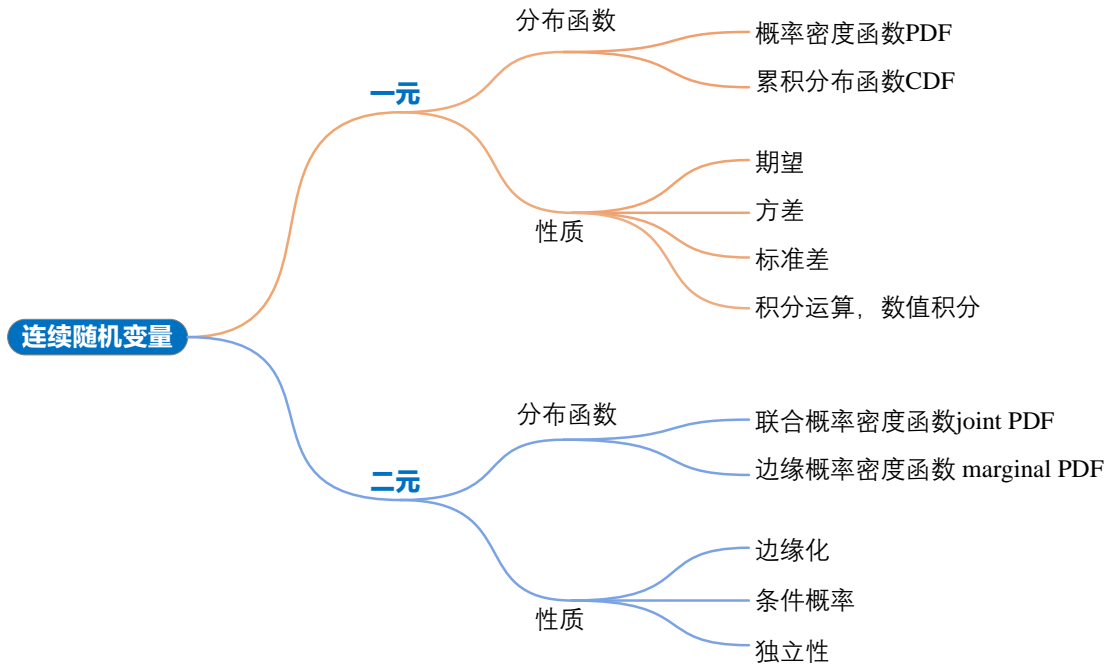 连续随机变量
一元
分布函数
概率密度函数PDF
累积分布函数CDF
性质
期望
方差
标准差
积分运算，数值积分
二元
分布函数
联合概率密度函数joint PDF
边缘概率密度函数 marginal PDF
性质
边缘化
条件概率
独立性